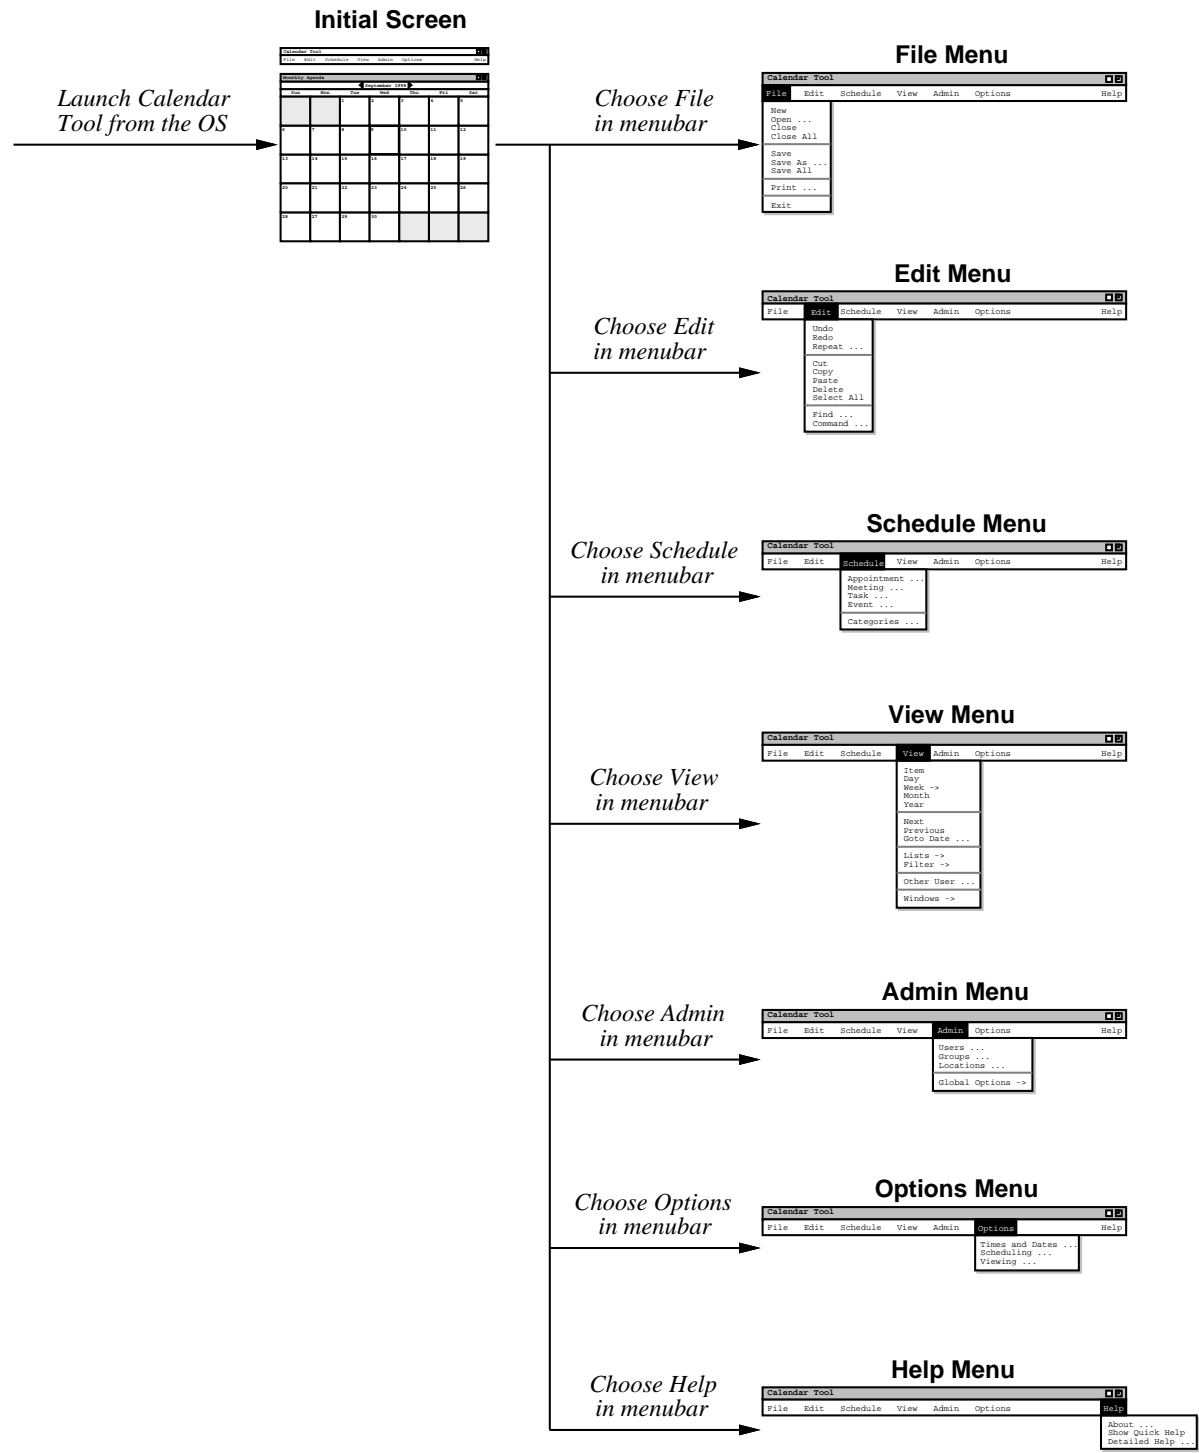 Initial Screen
Calendar Tool
File Edit Schedule View Admin Options Help
Monthly Agenda
September 1998
Sun Mon Tue Wed Thu Fri Sat
1 2 3 4 5
6 7 8 9 10 11 12
13 14 15 16 17 18 19
20 21 22 23 24 25 26
28 27 29 30
Launch Calendar
Tool from the OS
Choose File
in menubar
File Menu
Calendar Tool
File Edit Schedule View Admin Options Help
New
Open ...
Close
Close All
Save
Save As ...
Save All
Print ...
Exit
Choose Edit
in menubar
Edit Menu
Calendar Tool
File Edit Schedule View Admin Options Help
Undo
Redo
Repeat ...
Cut
Copy
Paste
Delete
Select All
Find ...
Command ...
Choose Schedule
in menubar
Schedule Menu
Calendar Tool
File Edit Schedule View Admin Options Help
Appointment ...
Meeting ...
Task ...
Event ...
Categories ...
Choose View
in menubar
View Menu
Calendar Tool
File Edit Schedule View Admin Options Help
Item
Day
Week ->
Month
Year
Next
Previous
Goto Date ...
Lists ->
Filter ->
Other User ...
Windows ->
Choose Admin
in menubar
Admin Menu
Calendar Tool
File Edit Schedule View Admin Options Help
Users ...
Groups ...
Locations ...
Global Options ->
Choose Options
in menubar
Options Menu
Calendar Tool
File Edit Schedule View Admin Options Help
Times and Dates ...
Scheduling ...
Viewing ...
Choose Help
in menubar
Help Menu
Calendar Tool
File Edit Schedule View Admin Options Help
About ...
Show Quick Help
Detailed Help ...